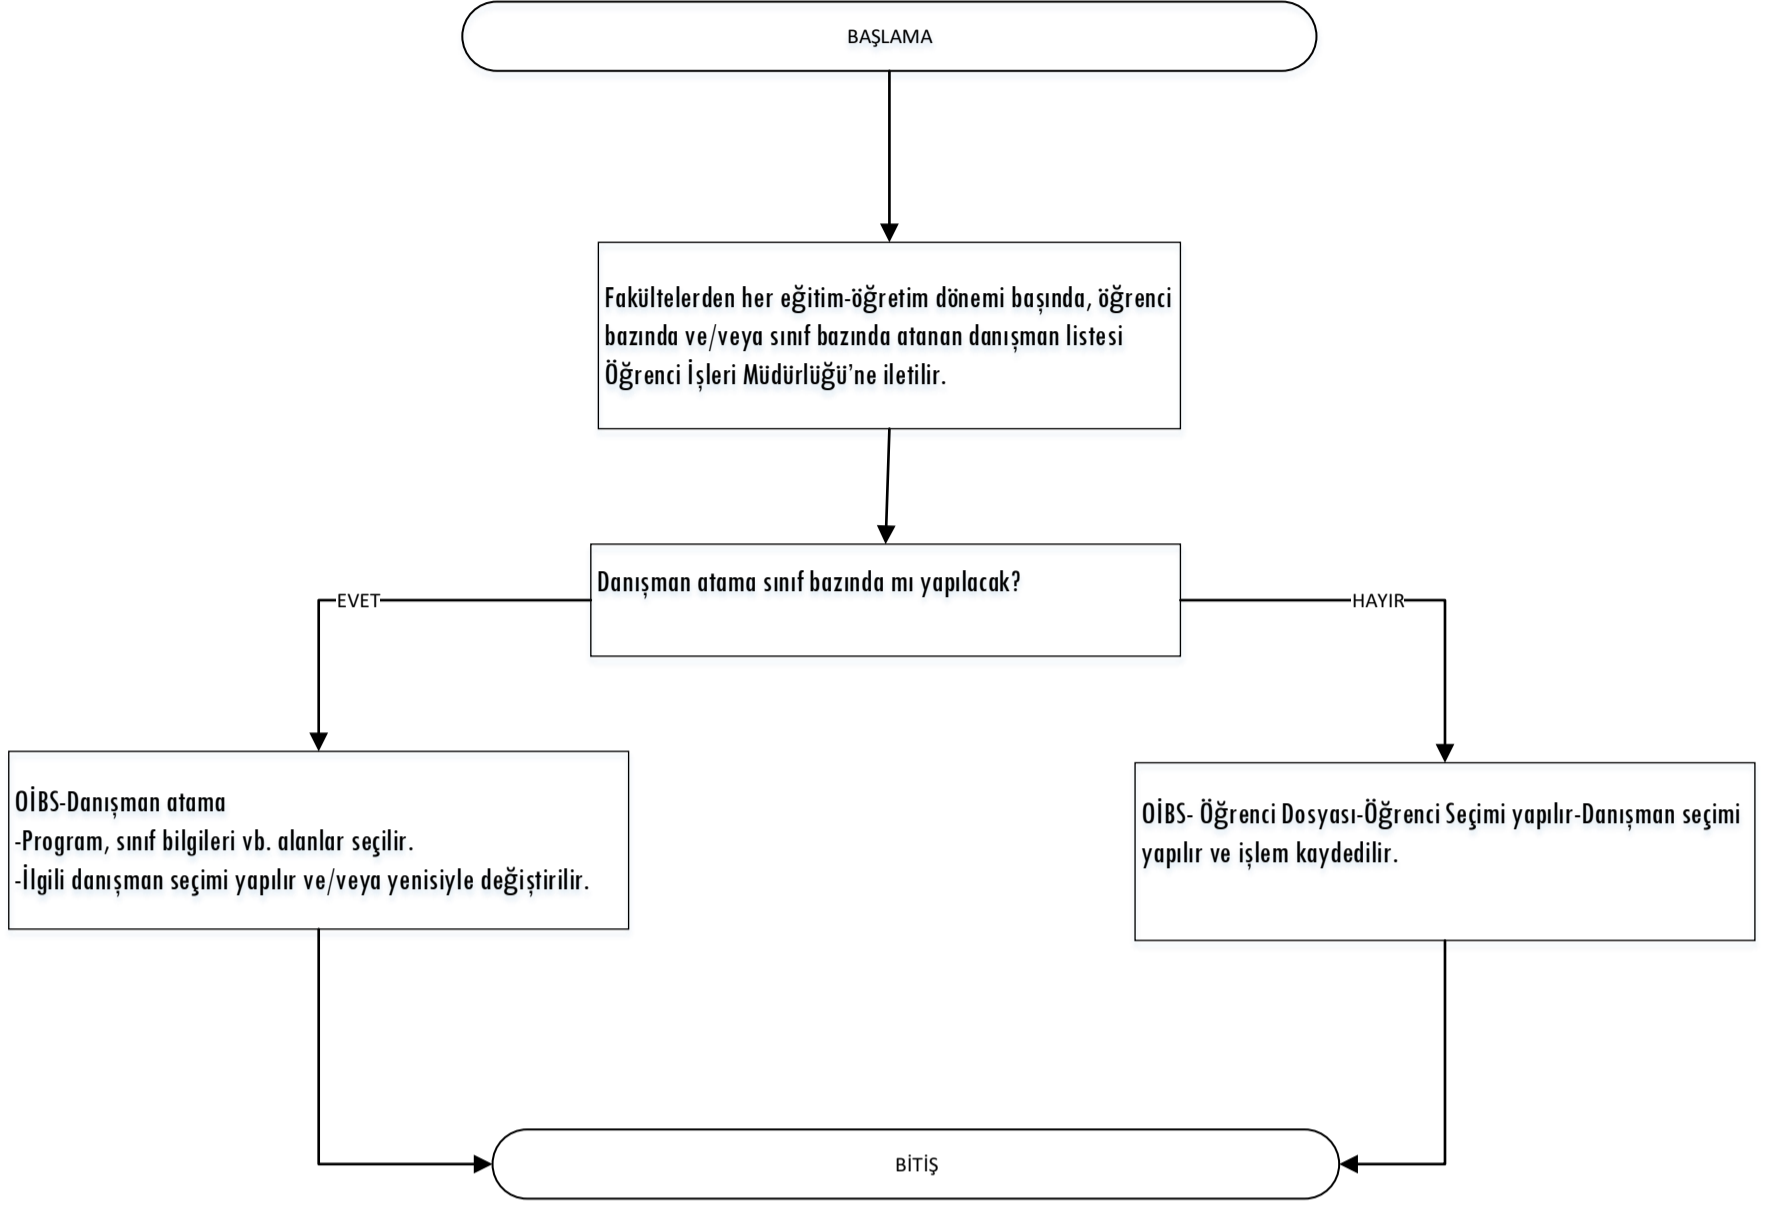 BAŞLAMA
Fakültelerden her eğitim-öğretim dönemi başında, öğrenci
bazında ve/veya sınıf bazında atanan danışman listesi
Öğrenci İşleri Müdürlüğü’ne iletilir.
Danışman atama sınıf bazında mı yapılacak?
EVET
HAYIR
OİBS-Danışman atama
-Program, sınıf bilgileri vb. alanlar seçilir.
-İlgili danışman seçimi yapılır ve/veya yenisiyle değiştirilir.
OİBS- Öğrenci Dosyası-Öğrenci Seçimi yapılır-Danışman seçimi
yapılır ve işlem kaydedilir.
BİTİŞ